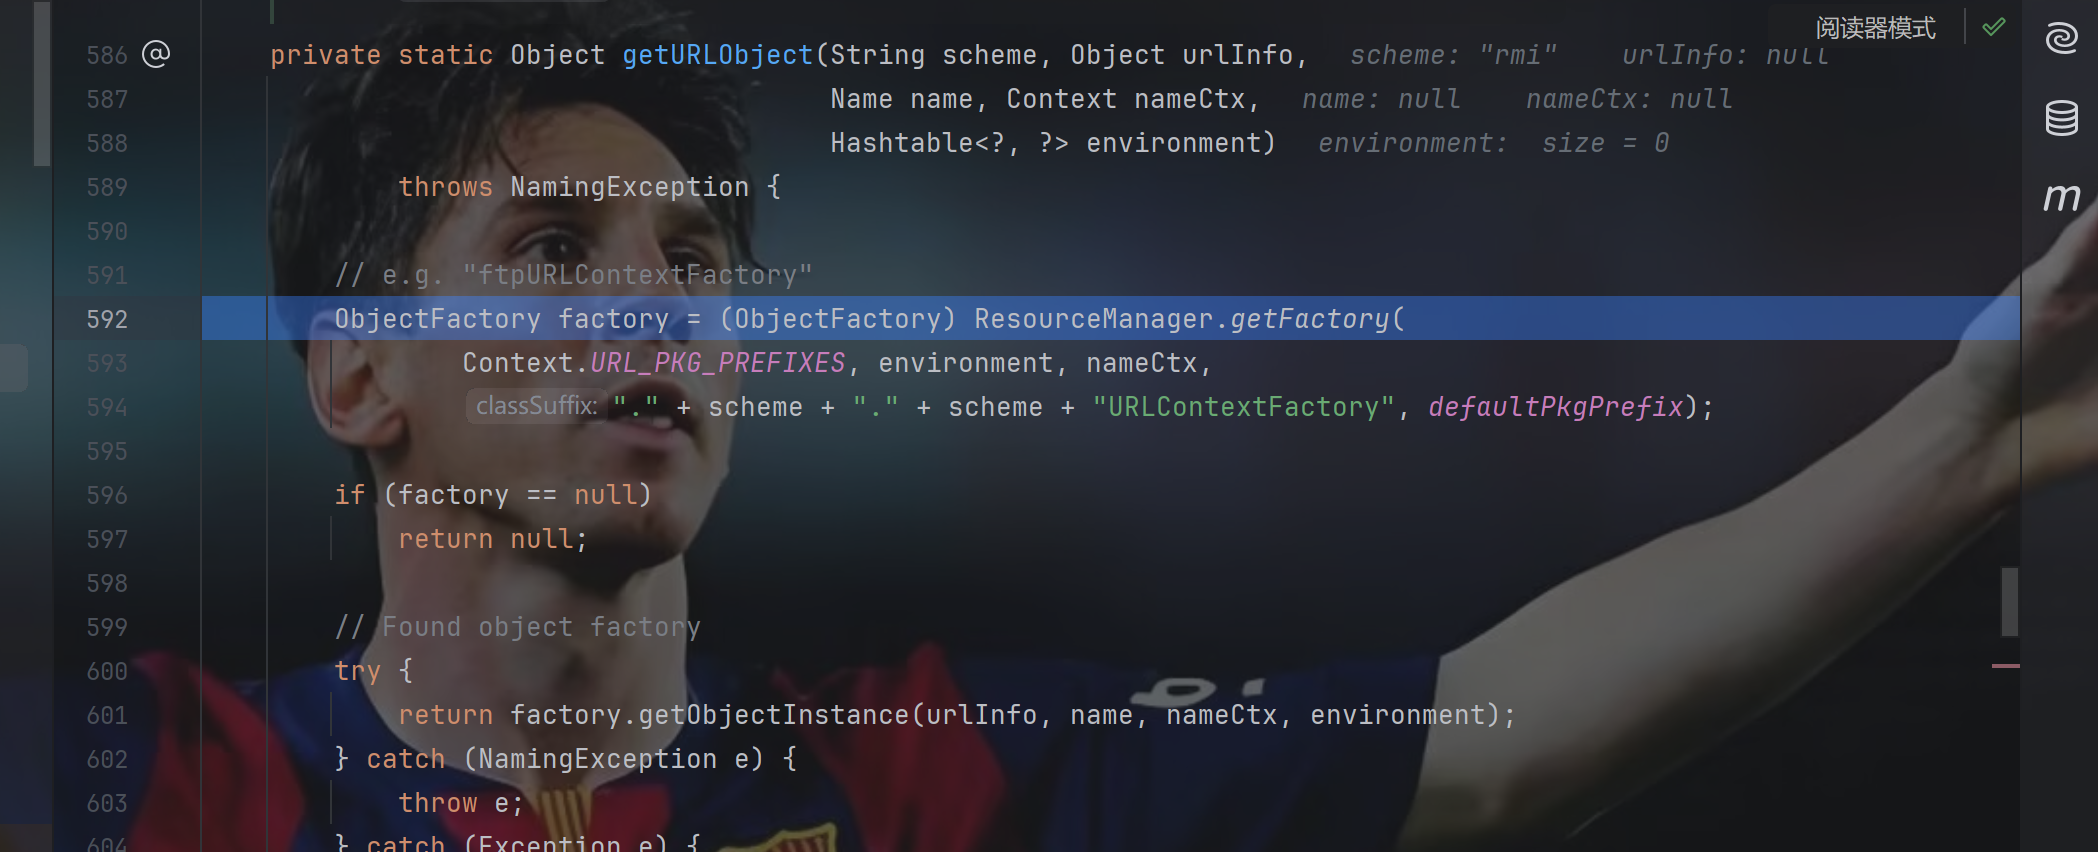 阅读器模式
586 @ private static Object getURLObject(String scheme, Object urlInfo, scheme: "rmi" urlInfo: null
587 Name name, Context nameCtx, name: null nameCtx: null
588 Hashtable<?, ?> environment) environment: size = 0
589 throws NamingException {
590
591 // e.g. "ftpURLContextFactory"
592 ObjectFactory factory = (ObjectFactory) ResourceManager.getFactory(
593 Context.URL_PKG_PREFIXES, environment, nameCtx,
594 classSuffix: "." + scheme + "." + scheme + "URLContextFactory", defaultPkgPrefix);
595
596 if (factory == null)
597 return null;
598
599 // Found object factory
600 try {
601 return factory.getObjectInstance(urlInfo, name, nameCtx, environment);
602 } catch (NamingException e) {
603 throw e;
604 } catch (Exception e) {
m